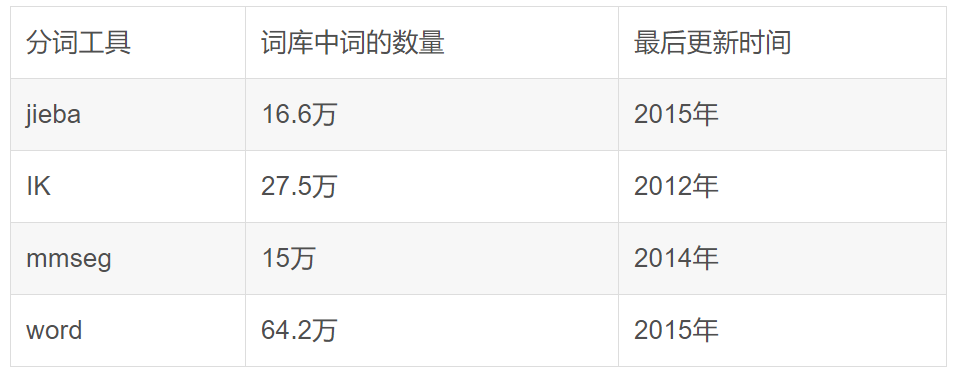 分词工具 词库中词的数量 最后更新时间
jieba 16.6万 2015年
IK 27.5万 2012年
mmseg 15万 2014年
word 64.2万 2015年